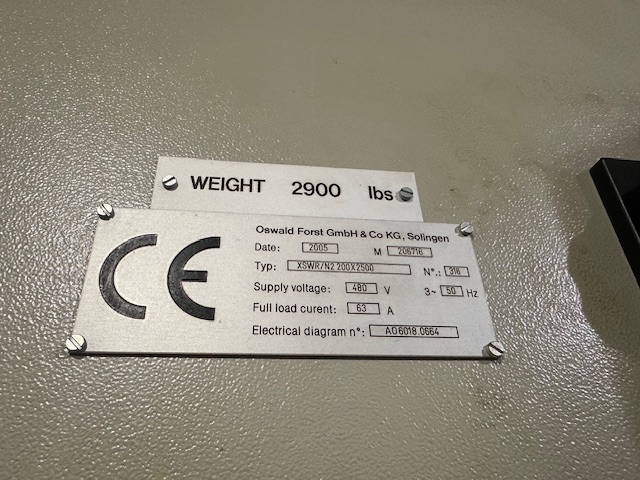 WEIGHT 2900 lbs
CE
Oswald Forst GmbH & Co KG, Solingen
Date: 2005 M 206716
Typ: XSWR/N2 200X2500 N°.: 316
Supply voltage: 480 V 3~ 50 Hz
Full load curent: 63 A
Electrical diagram n°: A06018.0664